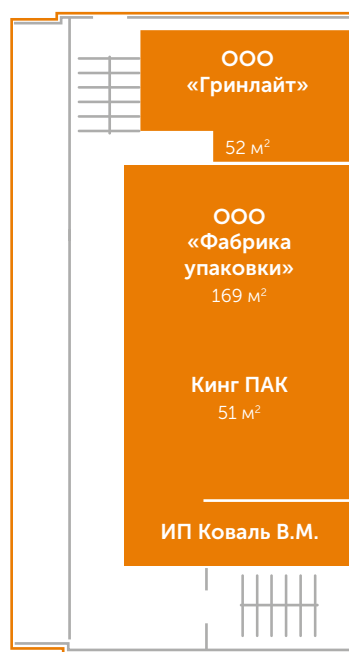 ООО
«Гринлайт»
52 м²
ООО
«Фабрика
упаковки»
169 м²
Кинг ПАК
51 м²
ИП Коваль В.М.